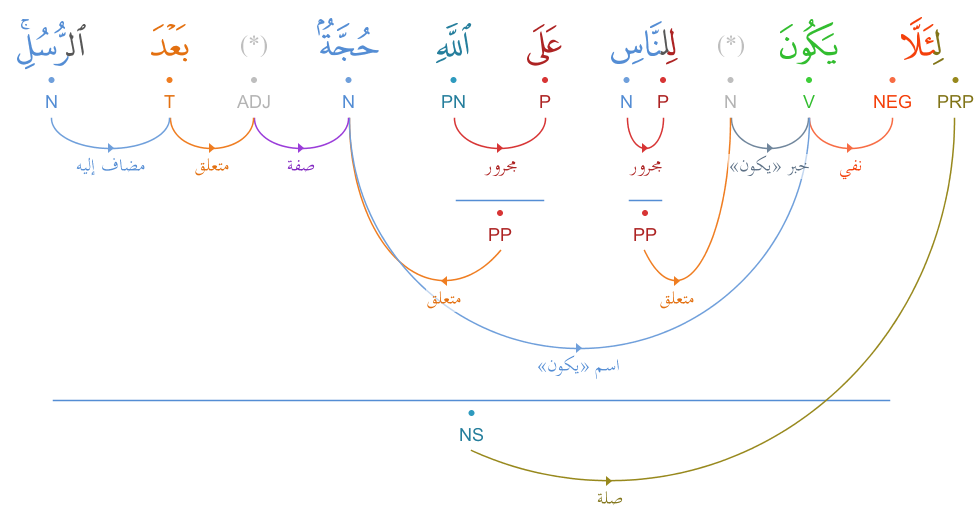 لِئَلَّا يَكُونَ (*) لِلنَّاسِ عَلَى ٱللَّهِ حُجَّةٌۢ (*) بَعْدَ ٱلرُّسُلِ ۚ
PRP NEG V N P N P PN N ADJ T N
نفي خبر «يكون» مجرور مجرور صفة متعلق مضاف إليه
PP PP
متعلق متعلق
اسم «يكون»
NS
صلة